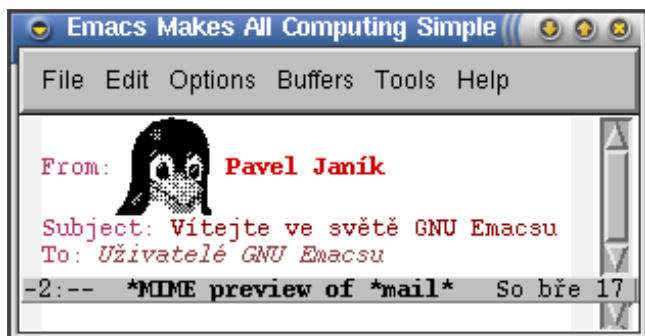 Emacs Makes All Computing Simple
File Edit Options Buffers Tools Help
From: Pavel Janík
Subject: Vítejte ve světě GNU Emacsu
To: Uživatelé GNU Emacsu
-2:-- *MIME preview of *mail* So bře 17